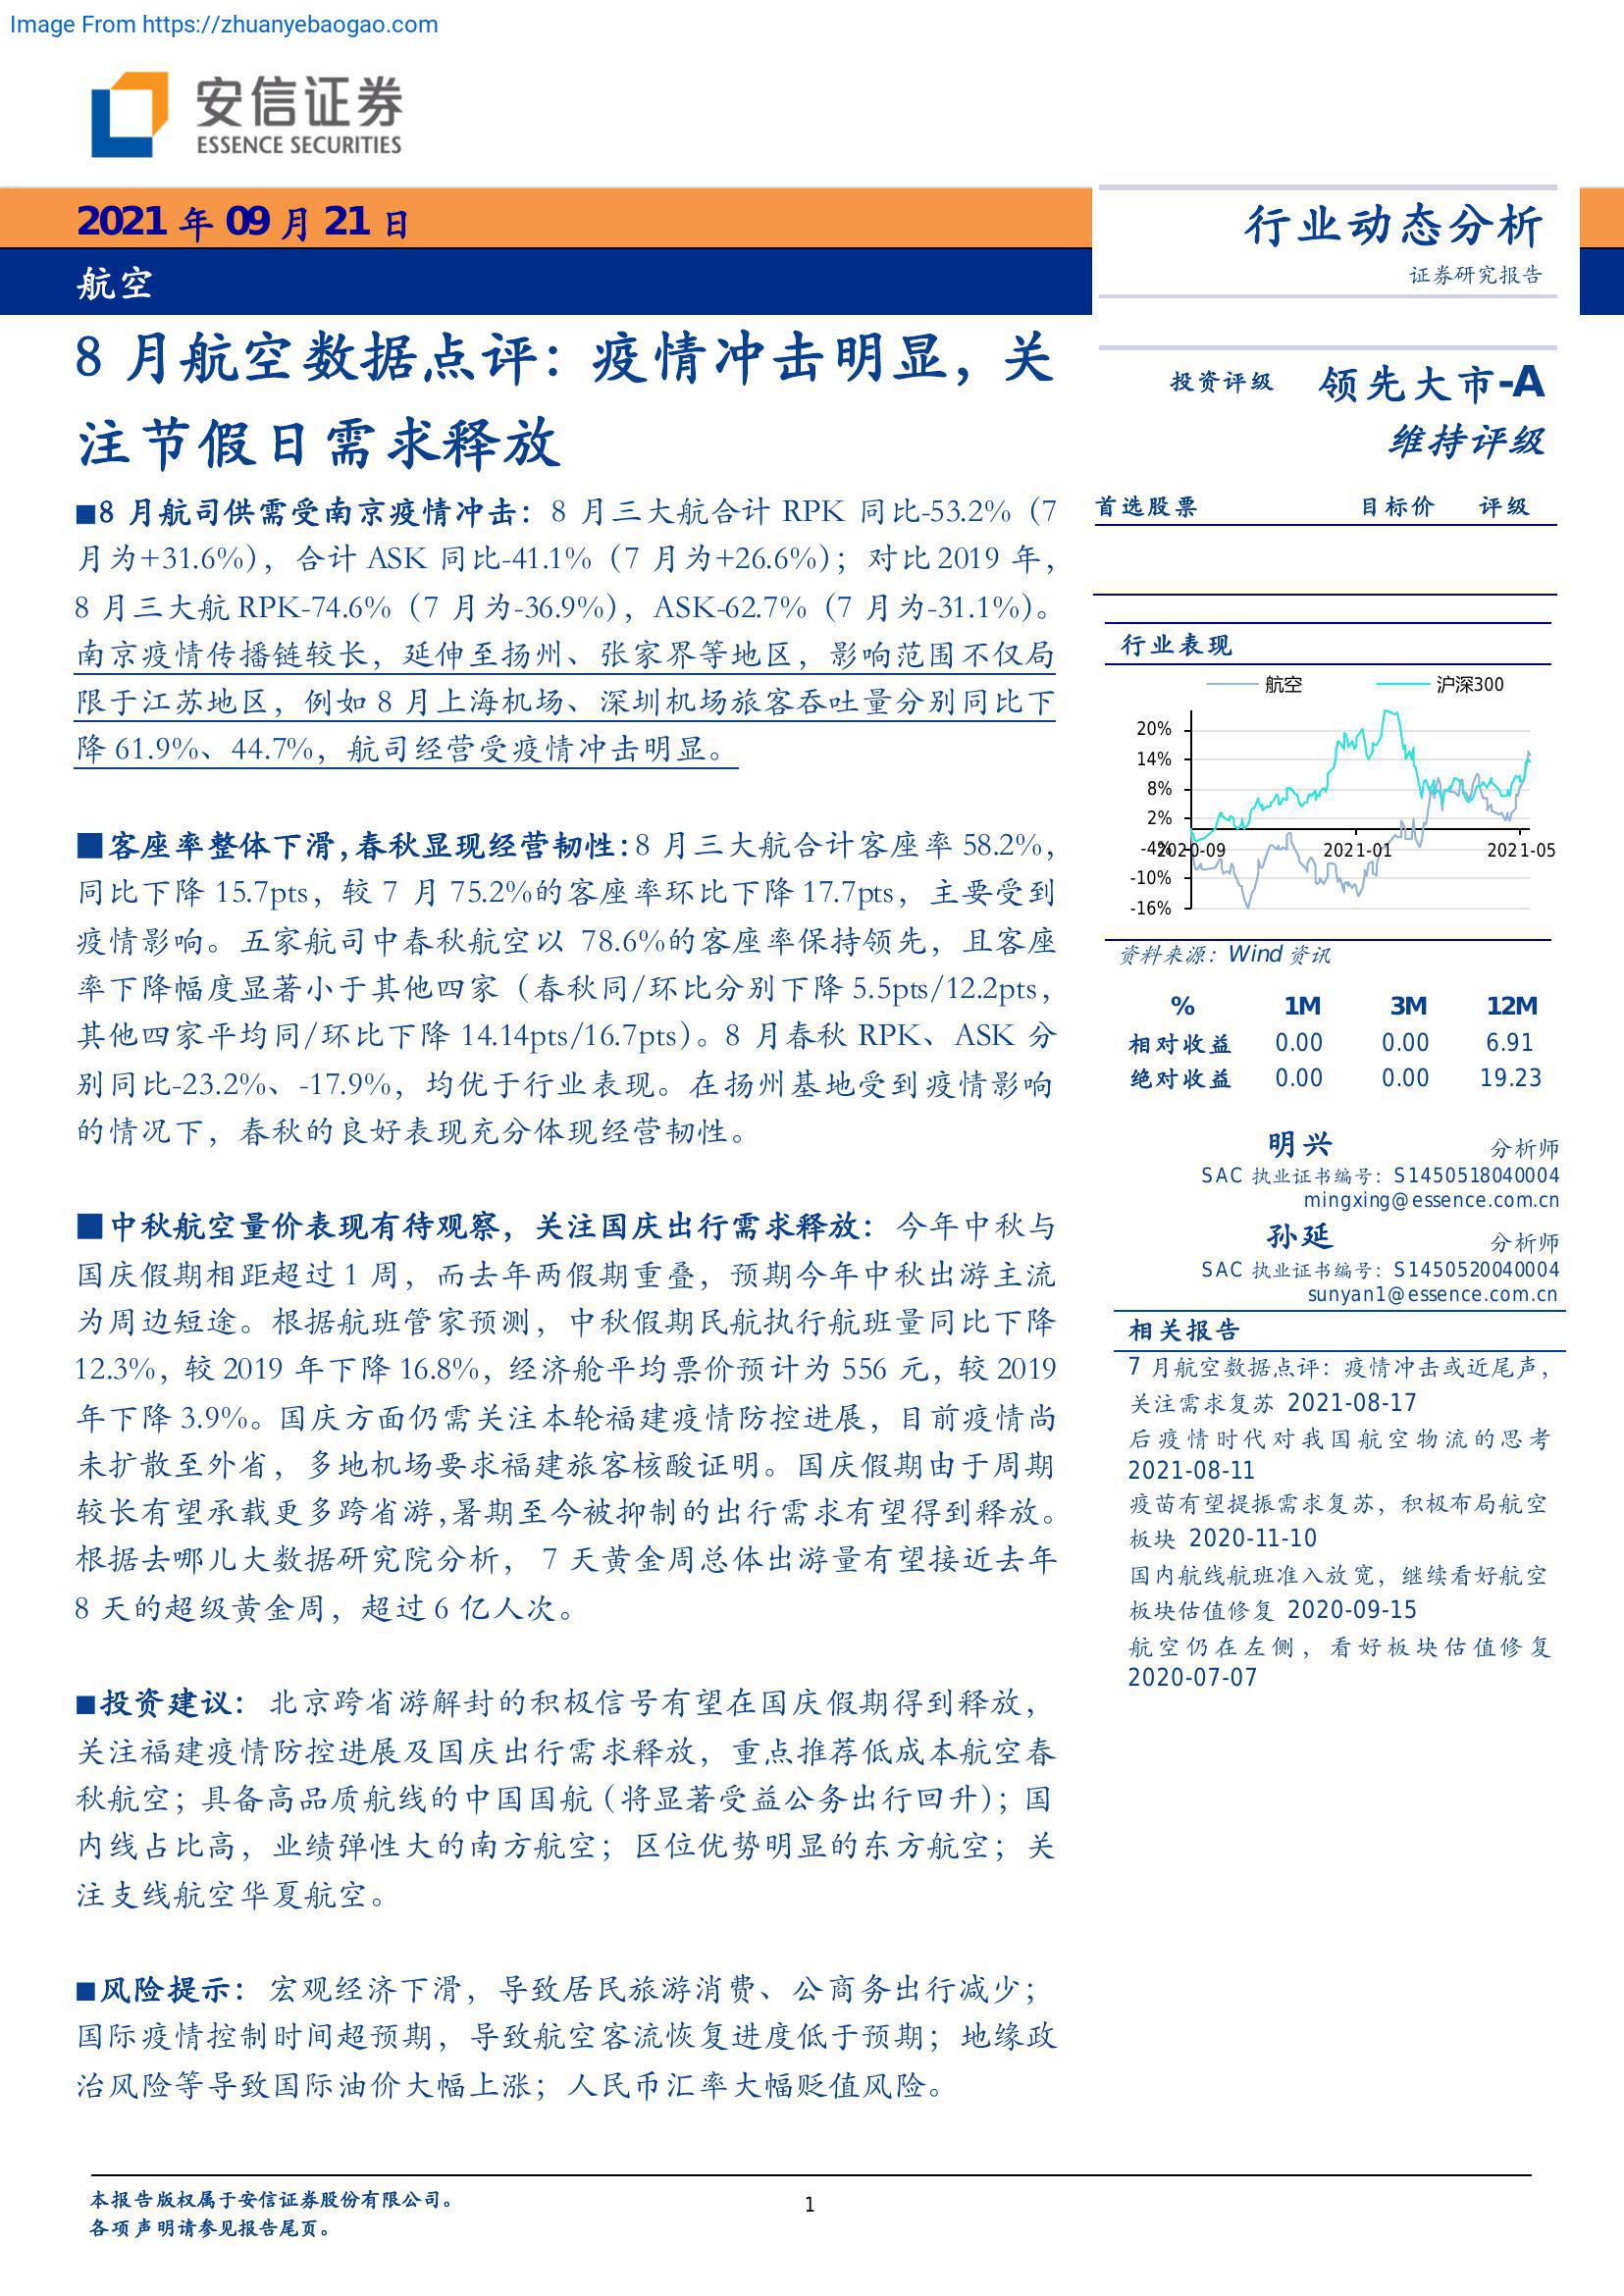 Image From https://zhuanyebaogao.com
安信证券
ESSENCE SECURITIES
2021 年 09 月 21 日
航空
8 月航空数据点评：疫情冲击明显，关
注节假日需求释放
■8 月航司供需受南京疫情冲击：8 月三大航合计 RPK 同比-53.2%（7
月为+31.6%），合计 ASK 同比-41.1%（7 月为+26.6%）；对比 2019 年，
8 月三大航 RPK-74.6%（7 月为-36.9%），ASK-62.7%（7 月为-31.1%）。
南京疫情传播链较长，延伸至扬州、张家界等地区，影响范围不仅局
限于江苏地区，例如 8 月上海机场、深圳机场旅客吞吐量分别同比下
降 61.9%、44.7%，航司经营受疫情冲击明显。
■客座率整体下滑，春秋显现经营韧性：8 月三大航合计客座率 58.2%，
同比下降 15.7pts，较 7 月 75.2%的客座率环比下降 17.7pts，主要受到
疫情影响。五家航司中春秋航空以 78.6%的客座率保持领先，且客座
率下降幅度显著小于其他四家（春秋同/环比分别下降 5.5pts/12.2pts，
其他四家平均同/环比下降 14.14pts/16.7pts）。8 月春秋 RPK、ASK 分
别同比-23.2%、-17.9%，均优于行业表现。在扬州基地受到疫情影响
的情况下，春秋的良好表现充分体现经营韧性。
■中秋航空量价表现有待观察，关注国庆出行需求释放：今年中秋与
国庆假期相距超过 1 周，而去年两假期重叠，预期今年中秋出游主流
为周边短途。根据航班管家预测，中秋假期民航执行航班量同比下降
12.3%，较 2019 年下降 16.8%，经济舱平均票价预计为 556 元，较 2019
年下降 3.9%。国庆方面仍需关注本轮福建疫情防控进展，目前疫情尚
未扩散至外省，多地机场要求福建旅客核酸证明。国庆假期由于周期
较长有望承载更多跨省游，暑期至今被抑制的出行需求有望得到释放。
根据去哪儿大数据研究院分析，7 天黄金周总体出游量有望接近去年
8 天的超级黄金周，超过 6 亿人次。
■投资建议：北京跨省游解封的积极信号有望在国庆假期得到释放，
关注福建疫情防控进展及国庆出行需求释放，重点推荐低成本航空春
秋航空；具备高品质航线的中国国航（将显著受益公务出行回升）；国
内线占比高，业绩弹性大的南方航空；区位优势明显的东方航空；关
注支线航空华夏航空。
■风险提示：宏观经济下滑，导致居民旅游消费、公商务出行减少；
国际疫情控制时间超预期，导致航空客流恢复进度低于预期；地缘政
治风险等导致国际油价大幅上涨；人民币汇率大幅贬值风险。
行业动态分析
证券研究报告
投资评级 领先大市-A
维持评级
首选股票 目标价 评级
行业表现
航空 沪深300
20%
14%
8%
2%
-4%
-10%
-16%
2020-09 2021-01 2021-05
资料来源：Wind 资讯
% 1M 3M 12M
相对收益 0.00 0.00 6.91
绝对收益 0.00 0.00 19.23
明兴 分析师
SAC 执业证书编号：S1450518040004
mingxing@essence.com.cn
孙延 分析师
SAC 执业证书编号：S1450520040004
sunyan1@essence.com.cn
相关报告
7 月航空数据点评：疫情冲击或近尾声，
关注需求复苏 2021-08-17
后疫情时代对我国航空物流的思考
2021-08-11
疫苗有望提振需求复苏，积极布局航空
板块 2020-11-10
国内航线航班准入放宽，继续看好航空
板块估值修复 2020-09-15
航空仍在左侧，看好板块估值修复
2020-07-07
本报告版权属于安信证券股份有限公司。
各项声明请参见报告尾页。
1